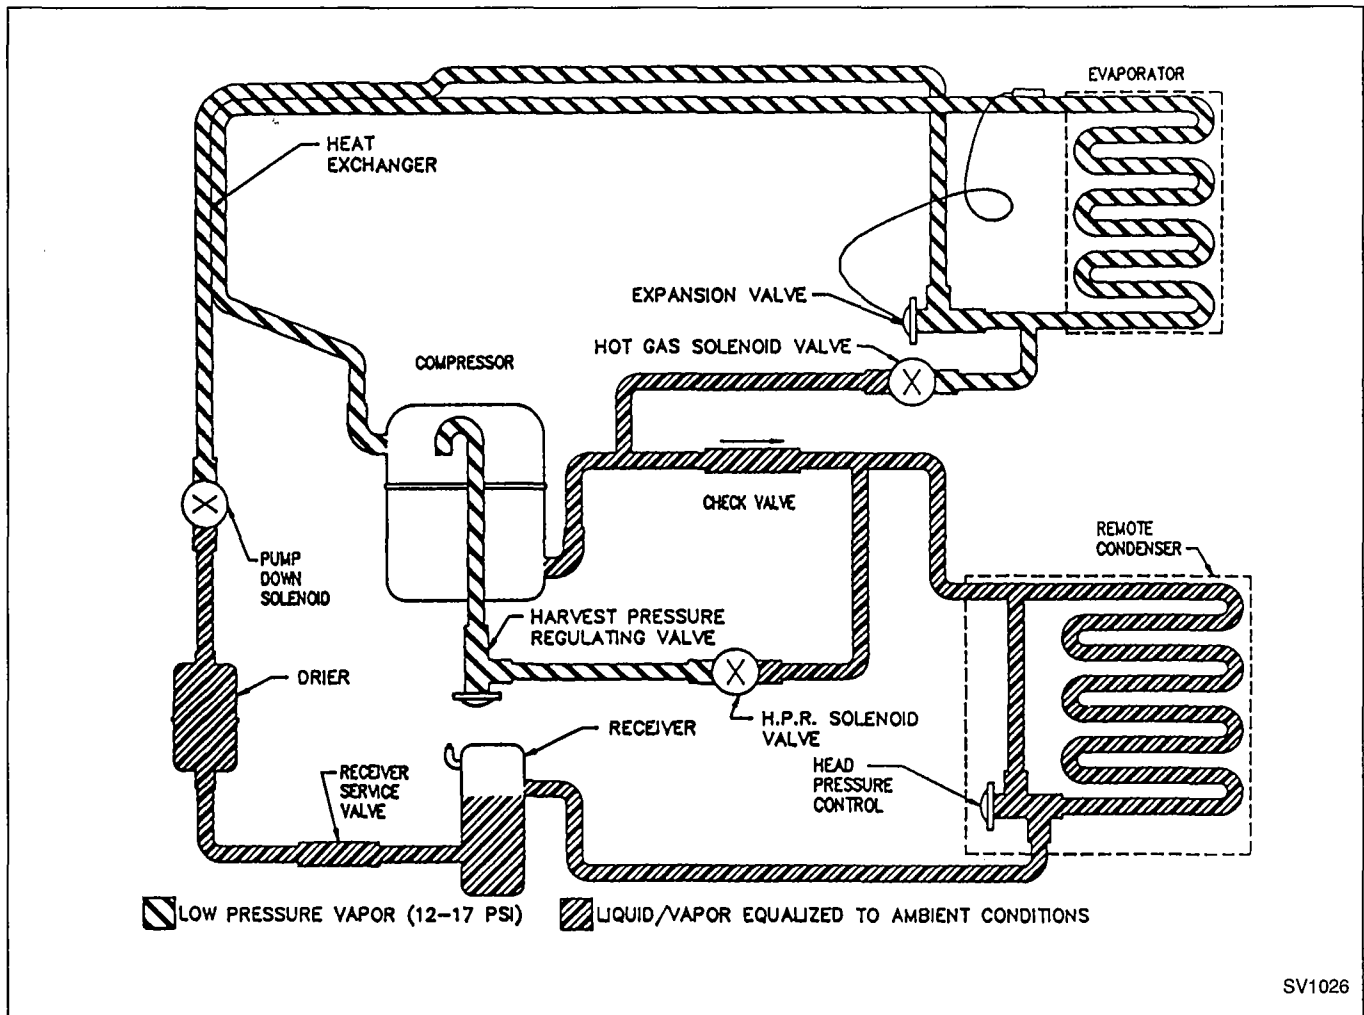 EVAPORATOR
HEAT
EXCHANGER
EXPANSION VALVE
HOT GAS SOLENOID VALVE
COMPRESSOR
CHECK VALVE
REMOTE
CONDENSER
PUMP
DOWN
SOLENOID
HARVEST PRESSURE
REGULATING VALVE
DRIER
H.P.R. SOLENOID
VALVE
RECEIVER
HEAD
PRESSURE
CONTROL
RECEIVER
SERVICE
VALVE
LOW PRESSURE VAPOR (12-17 PSI)
LIQUID/VAPOR EQUALIZED TO AMBIENT CONDITIONS
SV1026